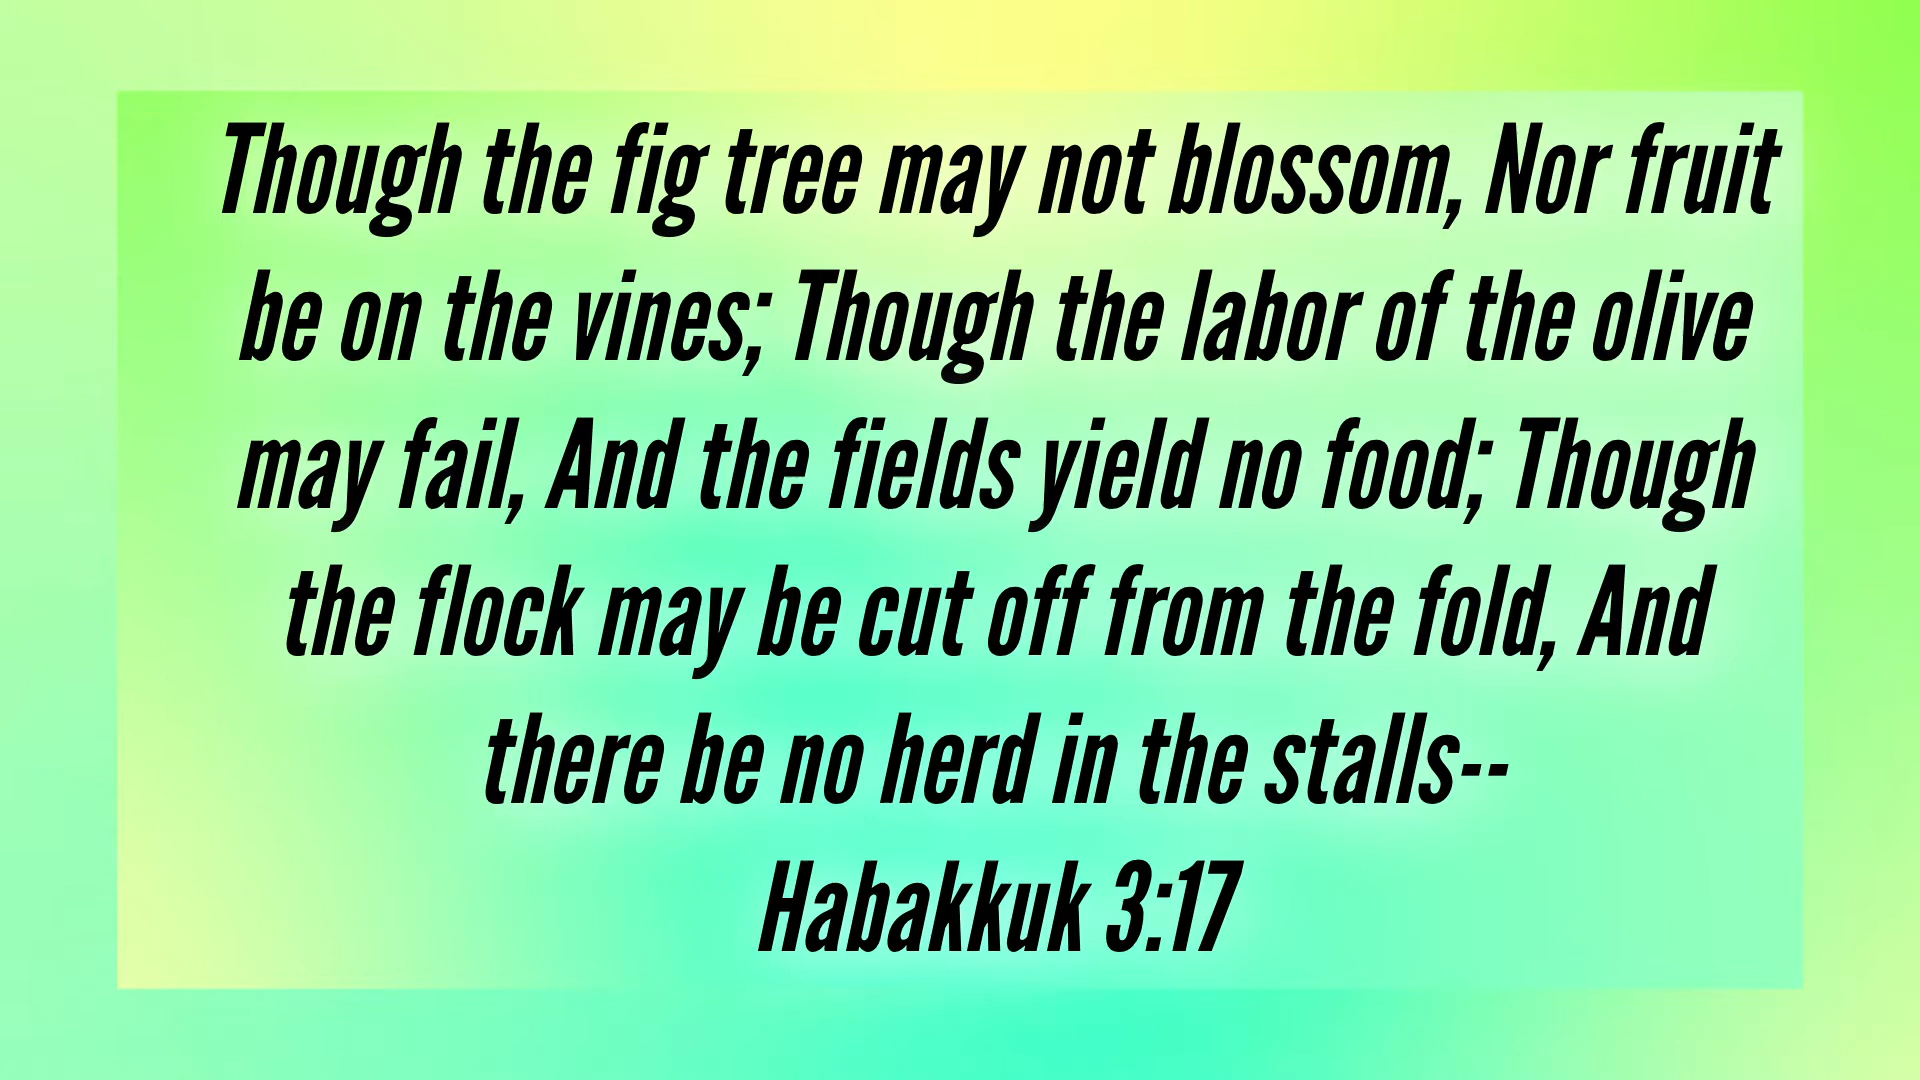 Though the fig tree may not blossom, Nor fruit
be on the vines; Though the labor of the olive
may fail, And the fields yield no food; Though
the flock may be cut off from the fold, And
there be no herd in the stalls--
Habakkuk 3:17